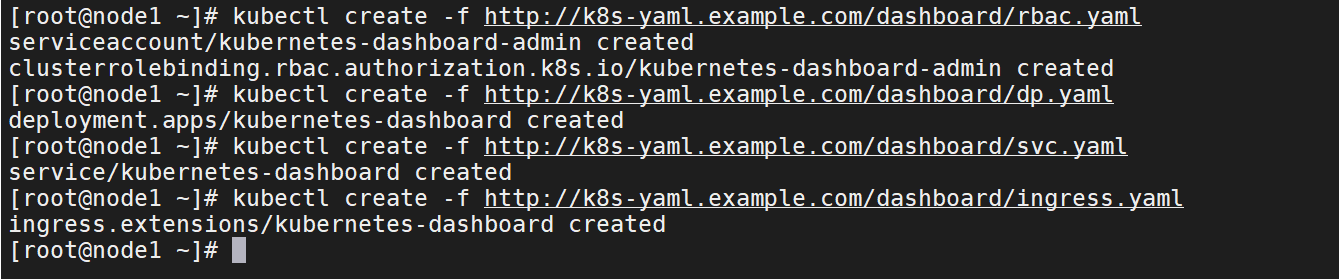 [root@node1 ~]# kubectl create -f http://k8s-yaml.example.com/dashboard/rbac.yaml
serviceaccount/kubernetes-dashboard-admin created
clusterrolebinding.rbac.authorization.k8s.io/kubernetes-dashboard-admin created
[root@node1 ~]# kubectl create -f http://k8s-yaml.example.com/dashboard/dp.yaml
deployment.apps/kubernetes-dashboard created
[root@node1 ~]# kubectl create -f http://k8s-yaml.example.com/dashboard/svc.yaml
service/kubernetes-dashboard created
[root@node1 ~]# kubectl create -f http://k8s-yaml.example.com/dashboard/ingress.yaml
ingress.extensions/kubernetes-dashboard created
[root@node1 ~]#